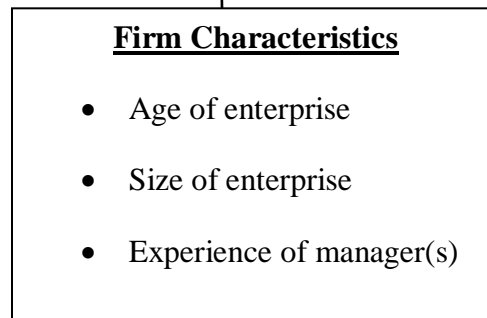 Firm Characteristics
• Age of enterprise
• Size of enterprise
• Experience of manager(s)